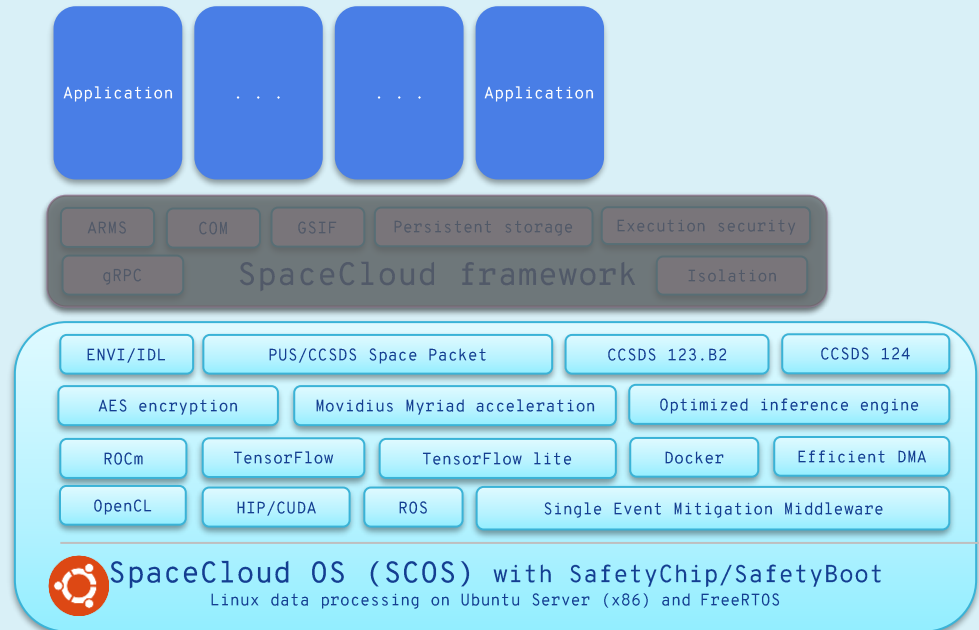 Application
. . .
. . .
Application
ARMS COM GSIF Persistent storage Execution security
gRPC SpaceCloud framework Isolation
ENVI/IDL PUS/CCSDS Space Packet CCSDS 123.B2 CCSDS 124
AES encryption Movidius Myriad acceleration Optimized inference engine
ROCm TensorFlow TensorFlow lite Docker Efficient DMA
OpenCL HIP/CUDA ROS Single Event Mitigation Middleware
SpaceCloud OS (SCOS) with SafetyChip/SafetyBoot
Linux data processing on Ubuntu Server (x86) and FreeRTOS